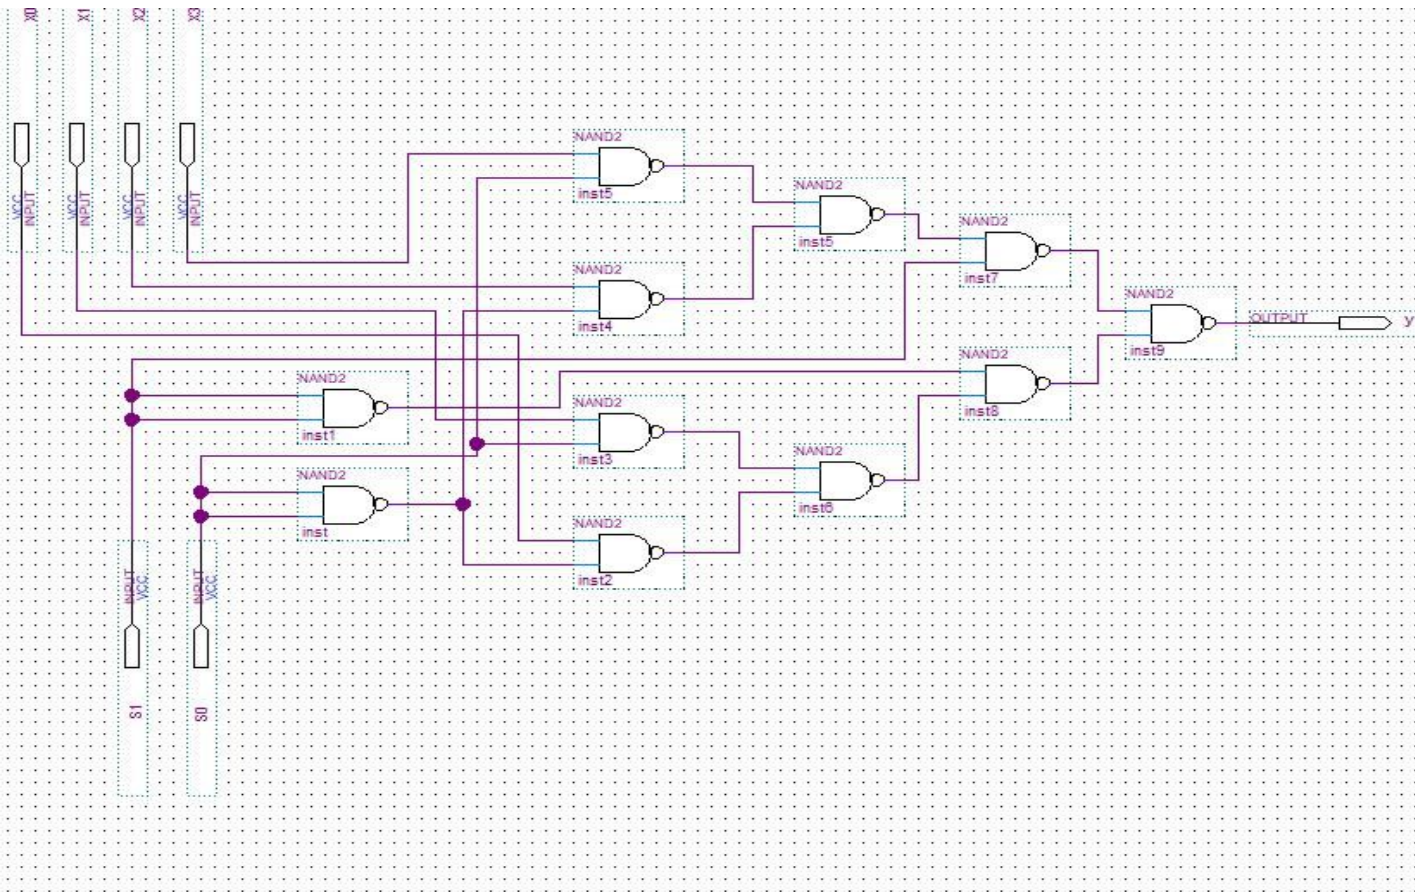 X0
X1
X2
X3
VCC
INPUT
VCC
INPUT
VCC
INPUT
VCC
INPUT
NAND2
inst5
NAND2
inst5
NAND2
inst7
NAND2
inst4
NAND2
inst9
OUTPUT
y
NAND2
inst8
NAND2
inst1
NAND2
inst3
NAND2
inst6
NAND2
inst
NAND2
inst2
INPUT
VCC
INPUT
VCC
S1
S0